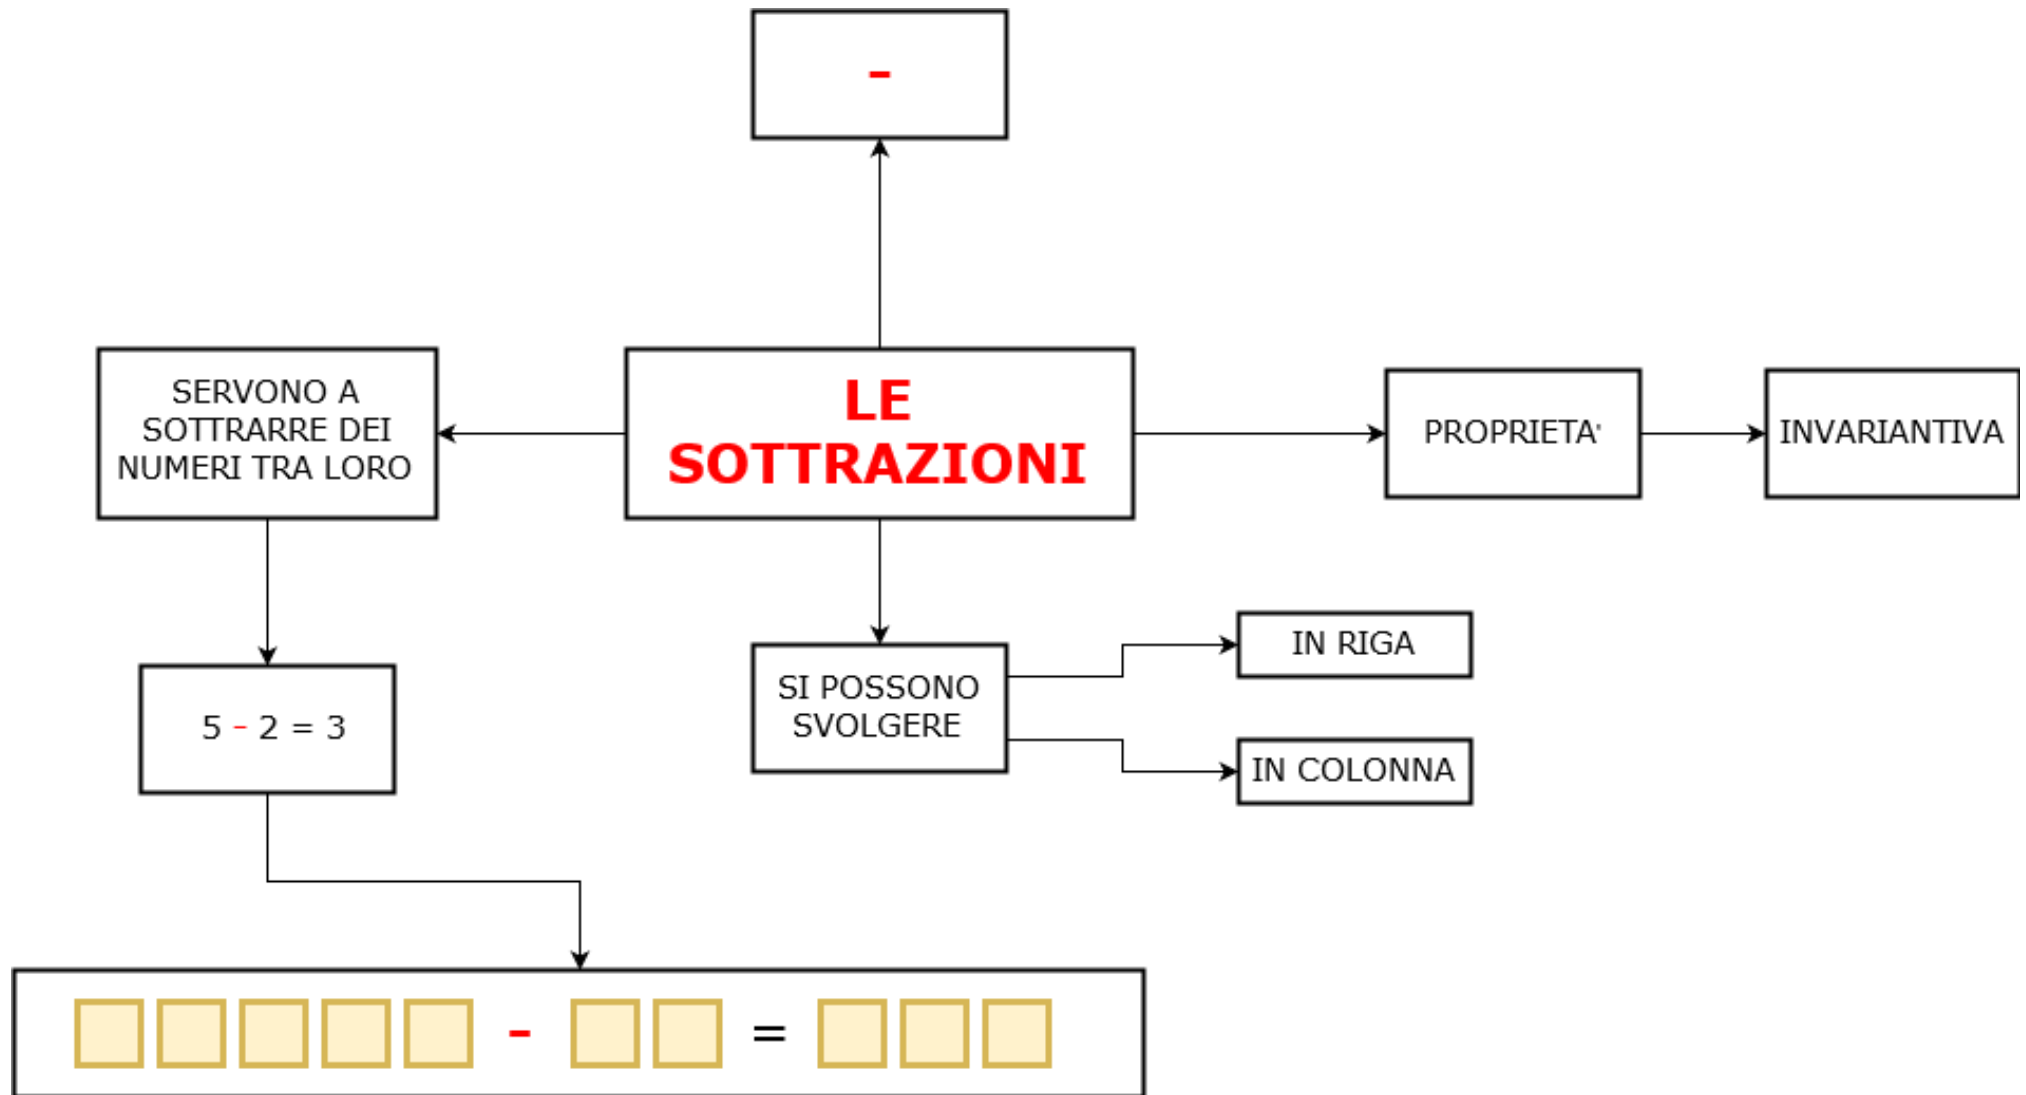 -
SERVONO A
SOTTRARRE DEI
NUMERI TRA LORO
LE
SOTTRAZIONI
PROPRIETA'
INVARIANTIVA
5 - 2 = 3
SI POSSONO
SVOLGERE
IN RIGA
IN COLONNA
- =